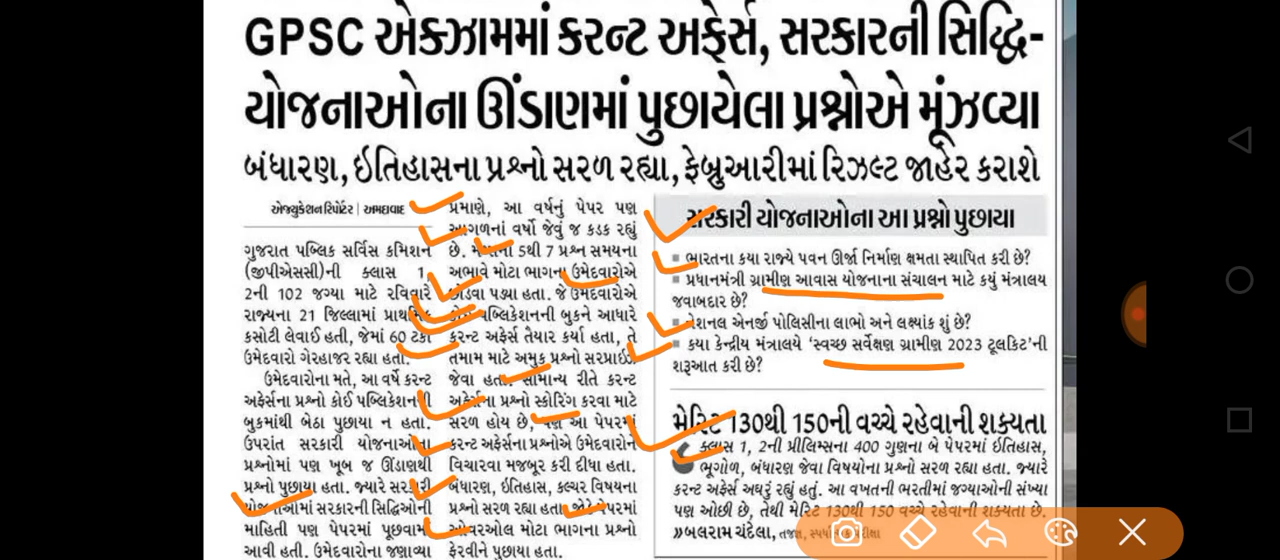 GPSC એક્ઝામમાં કરન્ટ અફેર્સ, સરકારની સિદ્ધિ-
યોજનાઓના ઊંડાણમાં પુછાયેલા પ્રશ્નોએ મૂંઝવ્યા
બંધારણ, ઇતિહાસના પ્રશ્નો સરળ રહ્યા, ફેબ્રુઆરીમાં રિઝલ્ટ જાહેર કરાશે
એજ્યુકેશન રિપોર્ટર | અમદાવાદ
ગુજરાત પબ્લિક સર્વિસ કમિશન
(જીપીએસસી)ની ક્લાસ 1,
2ની 102 જગ્યા માટે રવિવારે
રાજ્યના 21 જિલ્લામાં પ્રાથમિક
કસોટી લેવાઈ હતી, જેમાં 60 ટકા
ઉમેદવારો ગેરહાજર રહ્યા હતા.
ઉમેદવારોના મતે, આ વર્ષે કરન્ટ
અફેર્સના પ્રશ્નો કોઈ પબ્લિકેશનની
બુકમાંથી બેઠા પુછાયા ન હતા.
ઉપરાંત સરકારી યોજનાઓના
પ્રશ્નોમાં પણ ખૂબ જ ઊંડાણથી
પ્રશ્નો પુછાયા હતા. જ્યારે સરકારી
યોજનાઓમાં સરકારની સિદ્ધિઓની
માહિતી પણ પેપરમાં પૂછવામાં
આવી હતી. ઉમેદવારોના જણાવ્યા
પ્રમાણે, આ વર્ષનું પેપર પણ
આગળનાં વર્ષો જેવું જ કડક રહ્યું
છે. 5થી 7 પ્રશ્ન સમયના
અભાવે મોટા ભાગના ઉમેદવારોએ
છોડવા પડ્યા હતા. જે ઉમેદવારોએ
કોઈ પબ્લિકેશનની બુકને આધારે
કરન્ટ અફેર્સ તૈયાર કર્યા હતા, તે
તમામ માટે અમુક પ્રશ્નો સરપ્રાઈઝ
જેવા હતા. સામાન્ય રીતે કરન્ટ
અફેર્સના પ્રશ્નો સ્કોરિંગ કરવા માટે
સરળ હોય છે, પણ આ પેપરમાં
કરન્ટ અફેર્સના પ્રશ્નોએ ઉમેદવારોને
વિચારવા મજબૂર કરી દીધા હતા.
બંધારણ, ઇતિહાસ, કલ્ચર વિષયના
પ્રશ્નો સરળ રહ્યા હતા. જોકે પેપરમાં
ઓવરઓલ મોટા ભાગના પ્રશ્નો
ફેરવીને પુછાયા હતા.
સરકારી યોજનાઓના આ પ્રશ્નો પુછાયા
■ ભારતના કયા રાજ્યે પવન ઊર્જા નિર્માણ ક્ષમતા સ્થાપિત કરી છે?
■ પ્રધાનમંત્રી ગ્રામીણ આવાસ યોજનાના સંચાલન માટે કયું મંત્રાલય
જવાબદાર છે?
■ નેશનલ એનર્જી પોલિસીના લાભો અને લક્ષ્યાંક શું છે?
■ કયા કેન્દ્રીય મંત્રાલયે ‘સ્વચ્છ સર્વેક્ષણ ગ્રામીણ 2023 ટૂલકિટ’ની
શરૂઆત કરી છે?
મેરિટ 130થી 150ની વચ્ચે રહેવાની શક્યતા
ક્લાસ 1, 2ની પ્રીલિમ્સના 400 ગુણના બે પેપરમાં ઇતિહાસ,
ભૂગોળ, બંધારણ જેવા વિષયોના પ્રશ્નો સરળ રહ્યા હતા. જ્યારે
કરન્ટ અફેર્સ અઘરું રહ્યું હતું. આ વખતની ભરતીમાં જગ્યાઓની સંખ્યા
પણ ઓછી છે, તેથી મેરિટ 130થી 150 વચ્ચે રહેવાની શક્યતા છે.
»બલરામ ચંદેલા, તજજ્ઞ, સ્પર્ધાત્મક પરીક્ષા